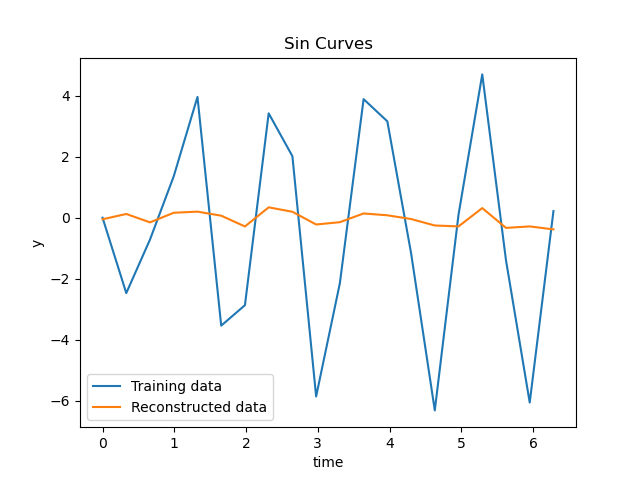 Sin Curves
4
2
0
−2
−4
−6
y
Training data
Reconstructed data
0 1 2 3 4 5 6
time